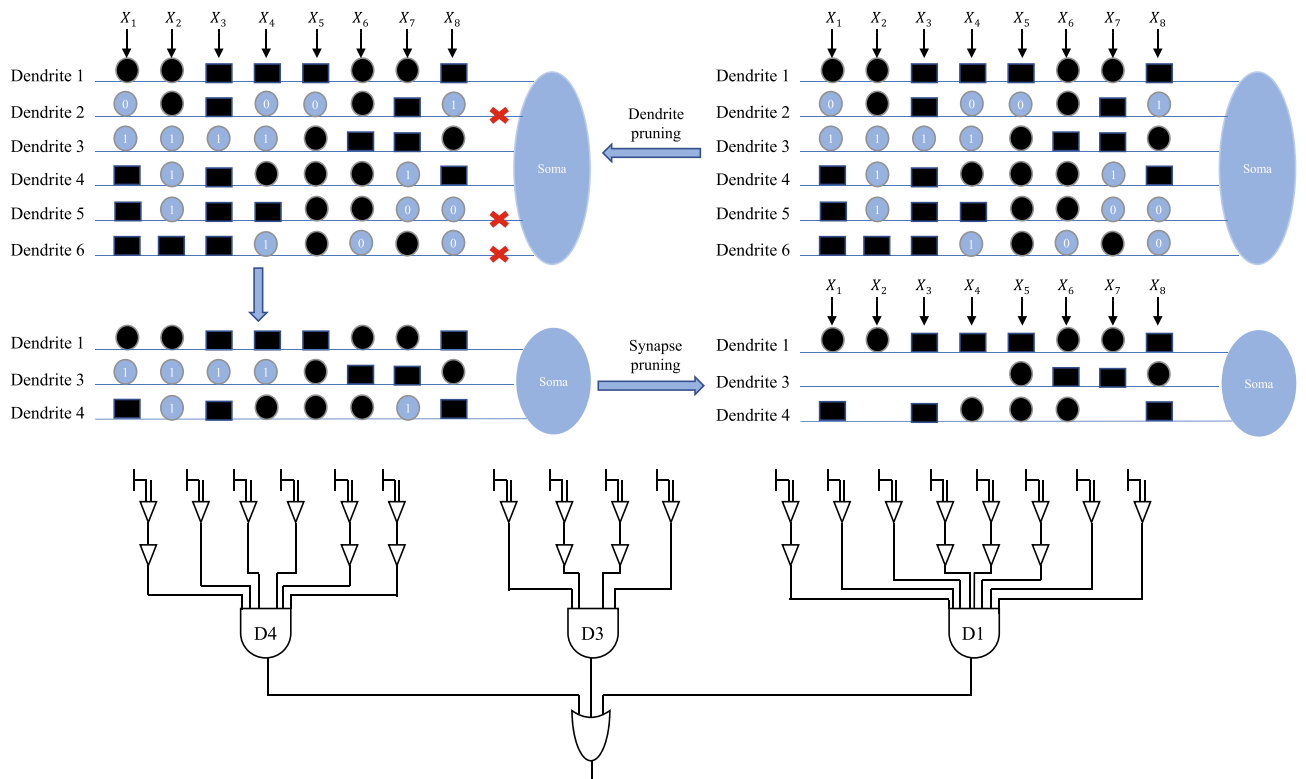 X₁ X₂ X₃ X₄ X₅ X₆ X₇ X₈
Dendrite 1
Dendrite 2 0 0 0 1
Dendrite 3 1 1 1 1
Dendrite 4 1 1
Dendrite 5 1 0 0
Dendrite 6 1 0 0
Soma
Dendrite
pruning
X₁ X₂ X₃ X₄ X₅ X₆ X₇ X₈
Dendrite 1
Dendrite 2 0 0 0 1
Dendrite 3 1 1 1 1
Dendrite 4 1 1
Dendrite 5 1 0 0
Dendrite 6 1 0 0
Soma
Dendrite 1
Dendrite 3 1 1 1 1
Dendrite 4 1 1
Soma
Synapse
pruning
X₁ X₂ X₃ X₄ X₅ X₆ X₇ X₈
Dendrite 1
Dendrite 3
Dendrite 4
Soma
D4 D3 D1